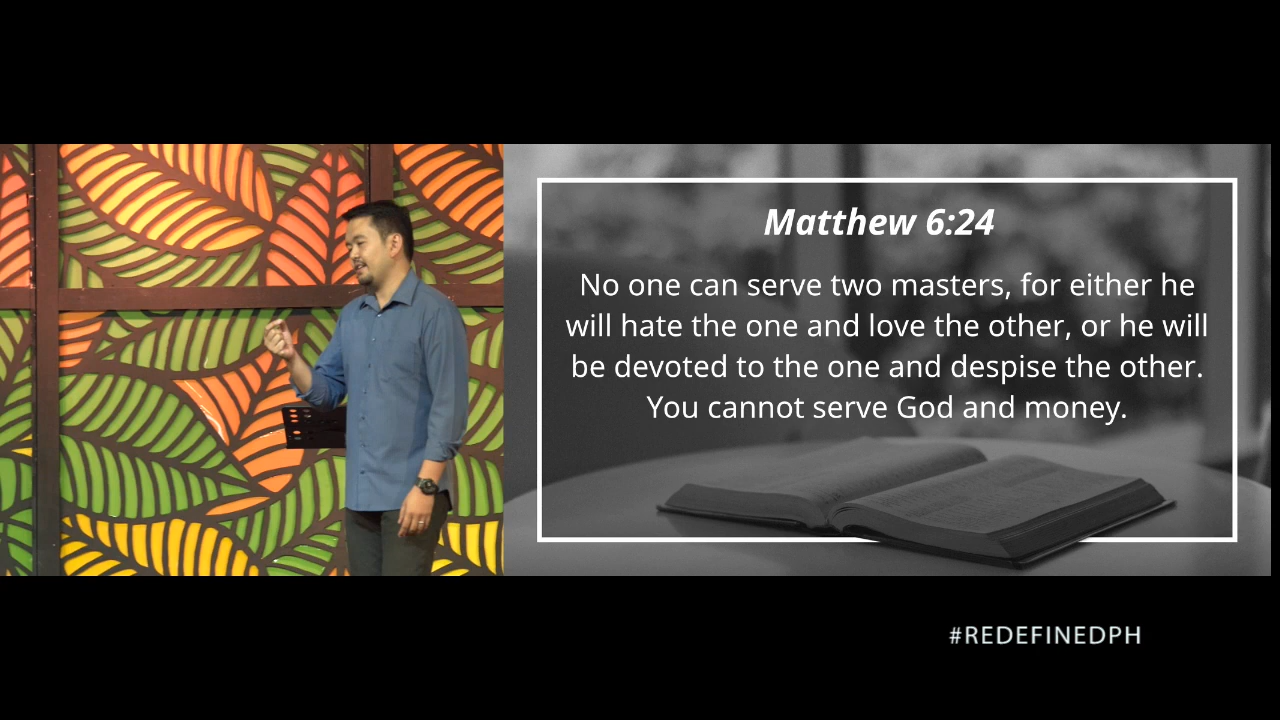 Matthew 6:24
No one can serve two masters, for either he
will hate the one and love the other, or he will
be devoted to the one and despise the other.
You cannot serve God and money.
#REDEFINEDPH